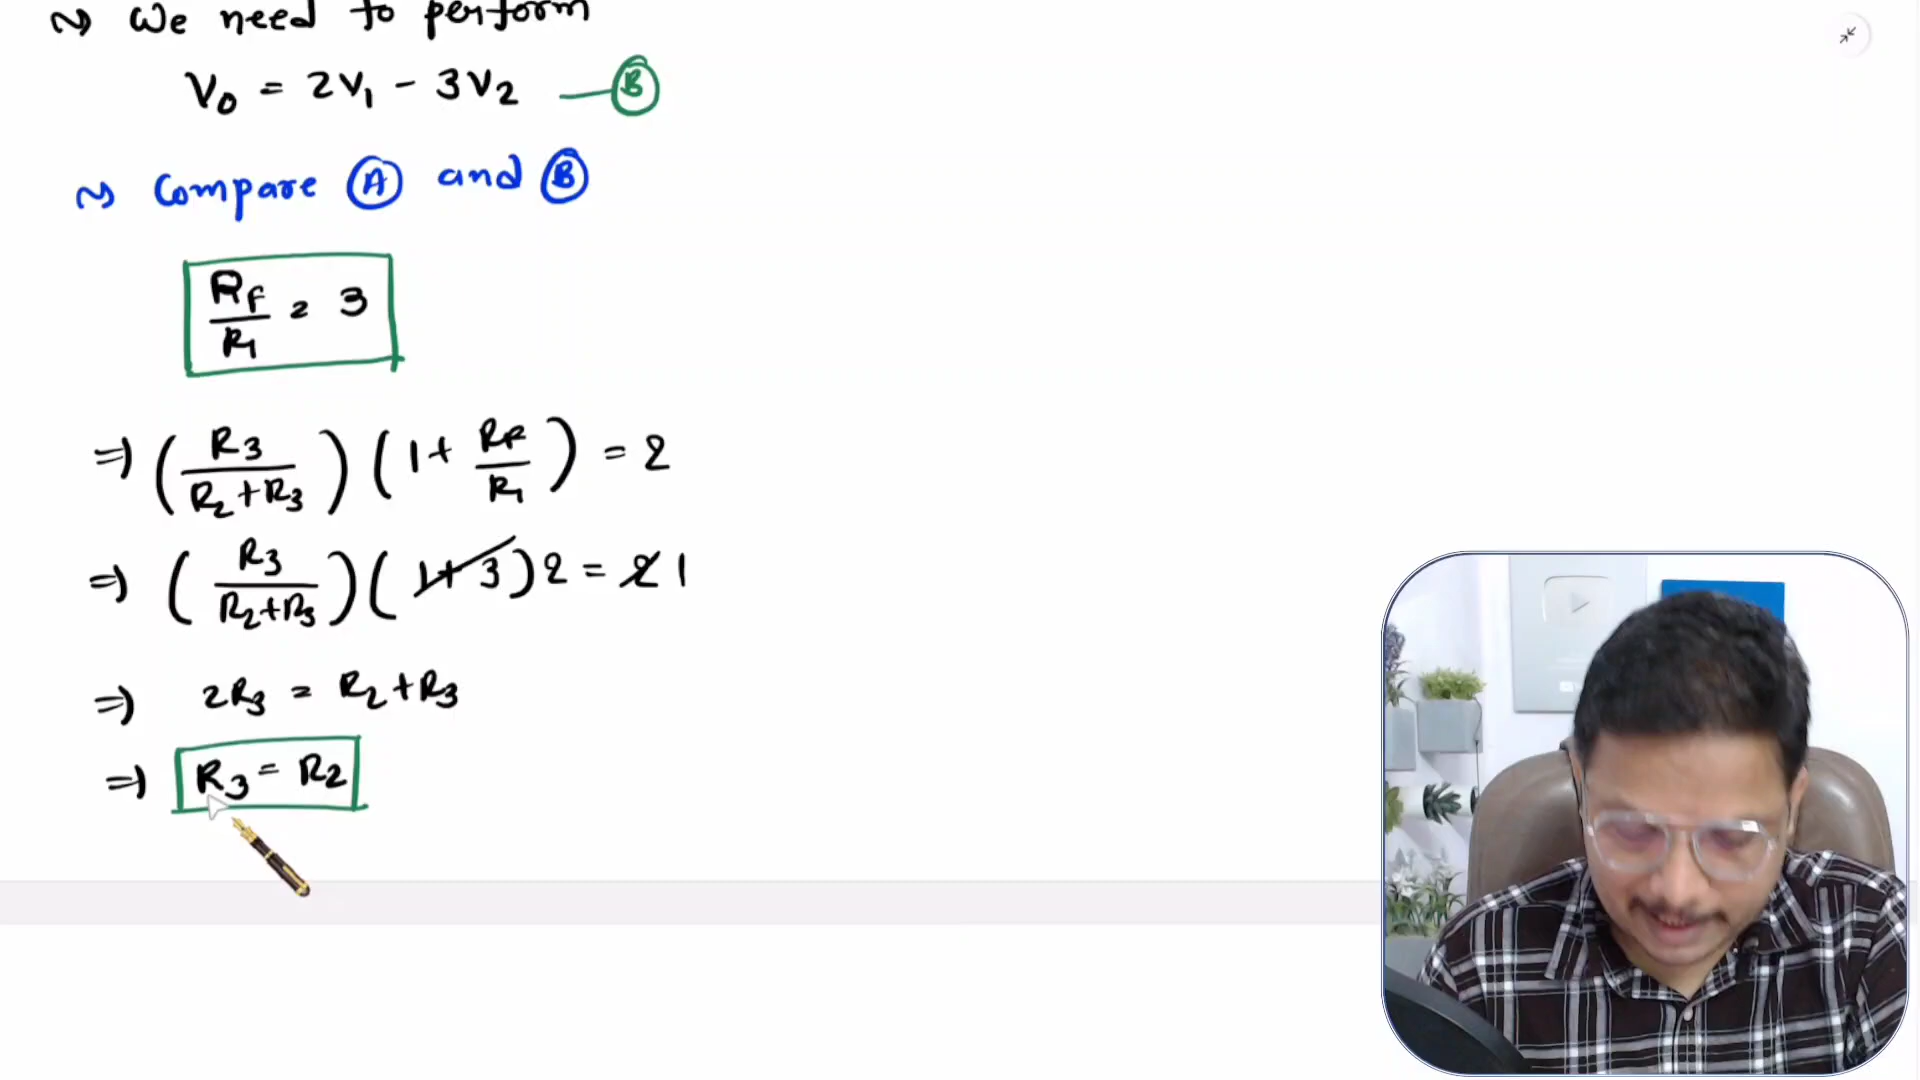 ~> We need to perform
V0 = 2V1 - 3V2 —(B)
~> Compare (A) and (B)
RF/R1 = 3
=> (R3/(R2+R3)) (1 + RF/R1) = 2
=> (R3/(R2+R3)) (1+3) 2 = 2 1
=> 2R3 = R2+R3
=> R3 = R2